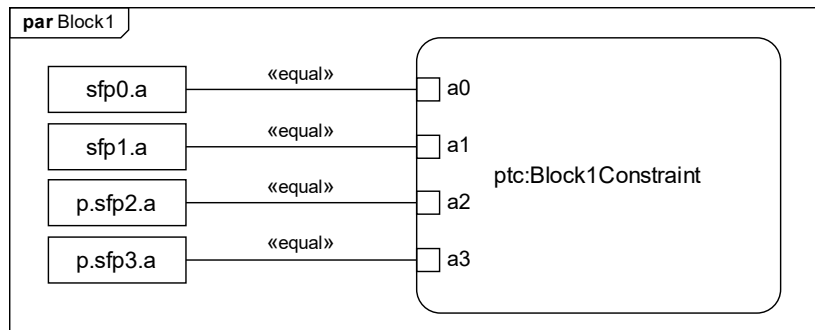 par Block1
sfp0.a «equal» a0
sfp1.a «equal» a1
ptc:Block1Constraint
p.sfp2.a «equal» a2
p.sfp3.a «equal» a3